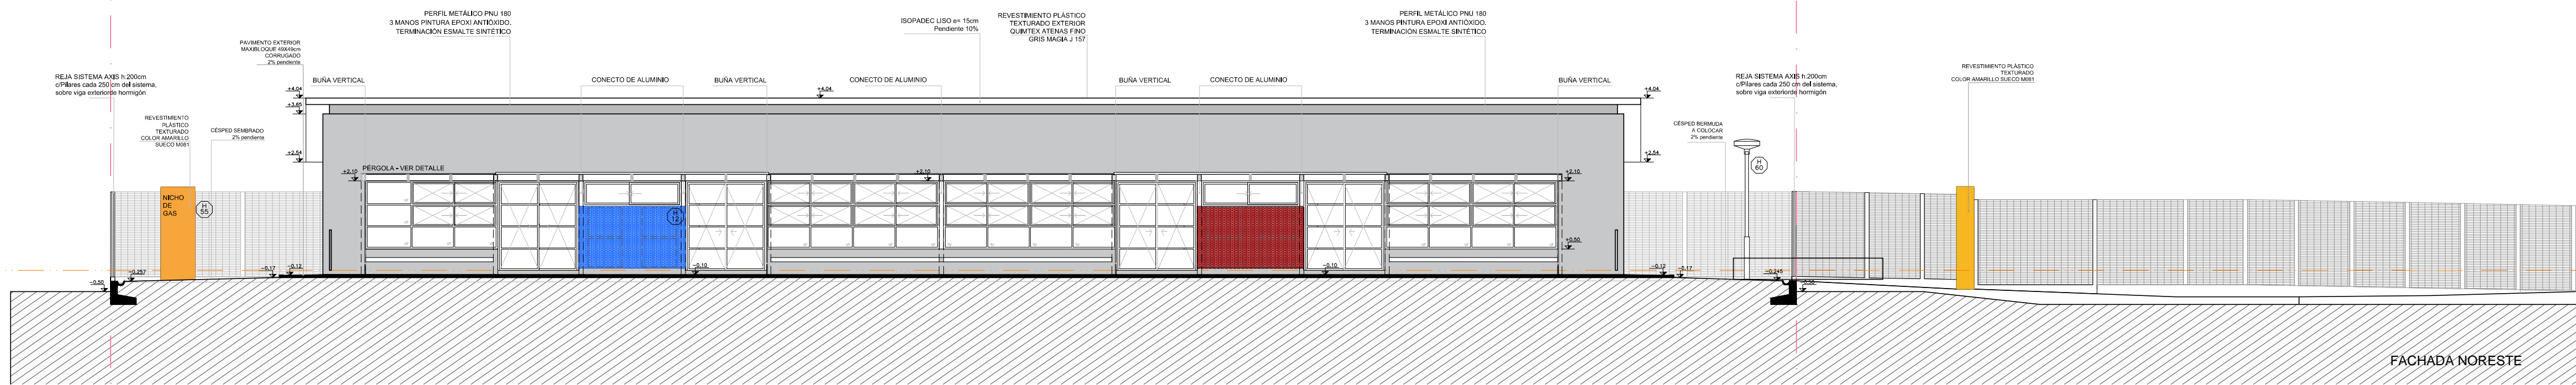 PERFIL METÁLICO PNU 180
3 MANOS PINTURA EPOXI ANTIÓXIDO.
TERMINACIÓN ESMALTE SINTÉTICO
ISOPADEC LISO e= 15cm
Pendiente 10%
REVESTIMIENTO PLÁSTICO
TEXTURADO EXTERIOR
QUIMTEX ATENAS FINO
GRIS MAGIA J 157
PERFIL METÁLICO PNU 180
3 MANOS PINTURA EPOXI ANTIÓXIDO.
TERMINACIÓN ESMALTE SINTÉTICO
PAVIMENTO EXTERIOR
MAXIBLOQUE 49X49cm
CORRUGADO
2% pendiente
REJA SISTEMA AXIS h:200cm
c/Pilares cada 250 cm del sistema,
sobre viga exteriorde hormigón
BUÑA VERTICAL
CONECTO DE ALUMINIO
BUÑA VERTICAL
CONECTO DE ALUMINIO
BUÑA VERTICAL
CONECTO DE ALUMINIO
BUÑA VERTICAL
REJA SISTEMA AXIS h:200cm
c/Pilares cada 250 cm del sistema,
sobre viga exteriorde hormigón
REVESTIMIENTO PLÁSTICO
TEXTURADO
COLOR AMARILLO SUECO M081
+4.04
+4.04
+4.04
+3.65
REVESTIMIENTO
PLÁSTICO
TEXTURADO
COLOR AMARILLO
SUECO M081
CÉSPED SEMBRADO
2% pendiente
CÉSPED BERMUDA
A COLOCAR
2% pendiente
+2.54
+2.54
H
60
PÉRGOLA - VER DETALLE
+2.10
+2.10
+2.10
NICHO
DE
GAS
H
55
H
12
+0.50
-0.257
-0.17
-0.12
-0.10
-0.10
-0.12
-0.17
-0.245
-0.50
FACHADA NORESTE